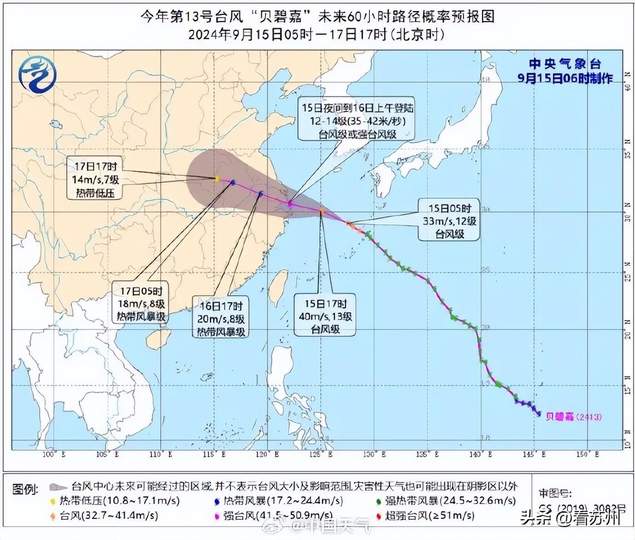 今年第13号台风“贝碧嘉”未来60小时路径概率预报图
2024年9月15日05时－17日17时(北京时)
中央气象台
9月15日06时制作
15日夜间到16日上午登陆
12-14级(35-42米/秒)
台风级或强台风级
17日17时
14m/s,7级
热带低压
15日05时
33m/s,12级
台风级
17日05时
18m/s,8级
热带风暴级
16日17时
20m/s,8级
热带风暴级
15日17时
40m/s,13级
台风级
贝碧嘉(2413)
100°E
105°E
110°E
115°E
120°E
125°E
130°E
135°E
140°E
145°E
150°E
图例:
台风中心未来可能经过的区域,并不表示台风大小及影响范围,灾害性天气也可能出现在阴影区以外
热带低压(10.8~17.1m/s)
热带风暴(17.2~24.4m/s)
强热带风暴(24.5~32.6m/s)
台风(32.7~41.4m/s)
强台风(41.5~50.9m/s)
超强台风(≥51m/s)
审图号:
GS (2019) 3082号
@中国天气
头条 @看苏州